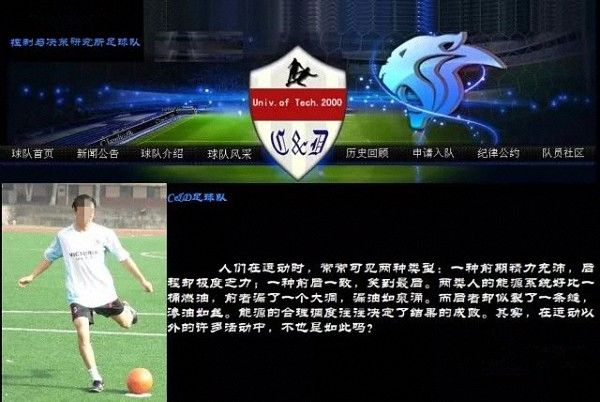 控制与决策研究所足球队
Univ. of Tech. 2000
C&D
球队首页 新闻公告 球队介绍 球队风采 历史回顾 申请入队 纪律公约 队员社区
C&D足球队
人们在运动时，常常可见两种类型：一种前期精力充沛，后
程却极度乏力；一种前后一致，笑到最后。两类人的能源系统好比一
桶燃油，前者漏了一个大洞，漏油如泉涌。而后者却似裂了一条缝，
渗油如丝。能源的合理调度往往决定了结果的成败。其实，在运动以
外的许多活动中，不也是如此吗？